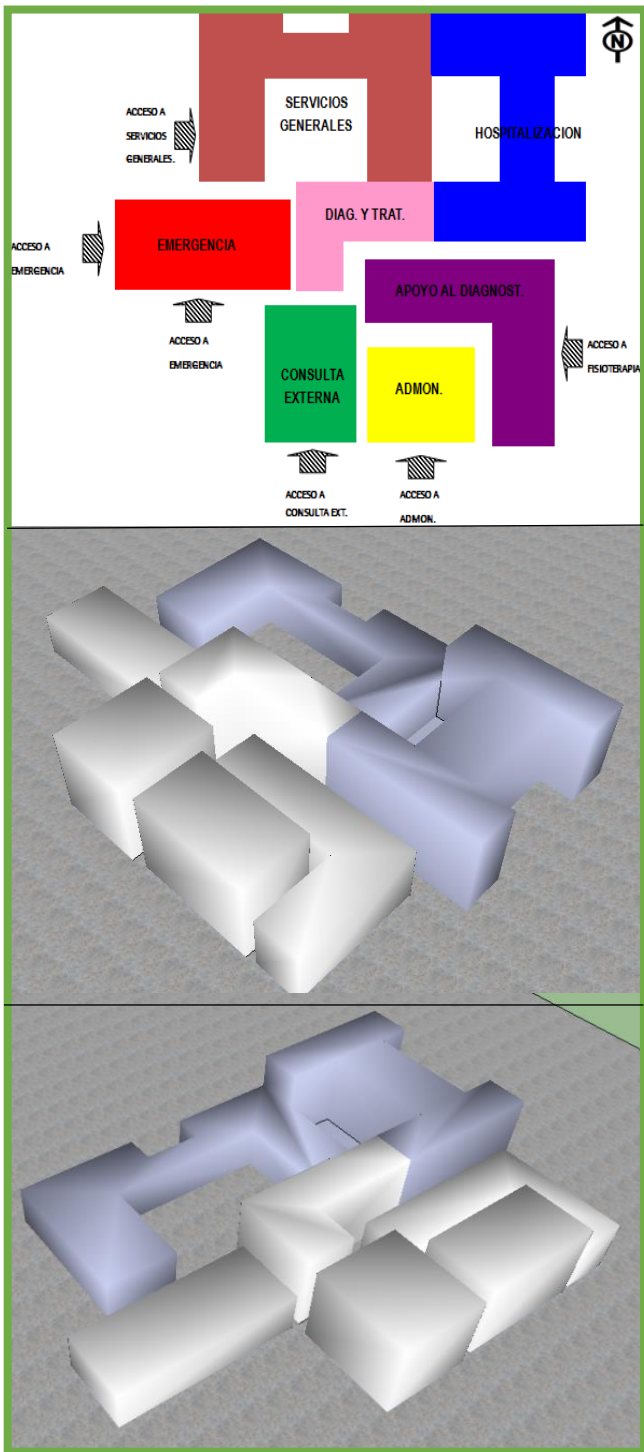 N
SERVICIOS
GENERALES
ACCESO A
SERVICIOS
GENERALES.
HOSPITALIZACION
DIAG. Y TRAT.
EMERGENCIA
ACCESO A
EMERGENCIA
APOYO AL DIAGNOST.
ACCESO A
EMERGENCIA
ACCESO A
FISIOTERAPIA
CONSULTA
EXTERNA
ADMON.
ACCESO A
CONSULTA EXT.
ACCESO A
ADMON.